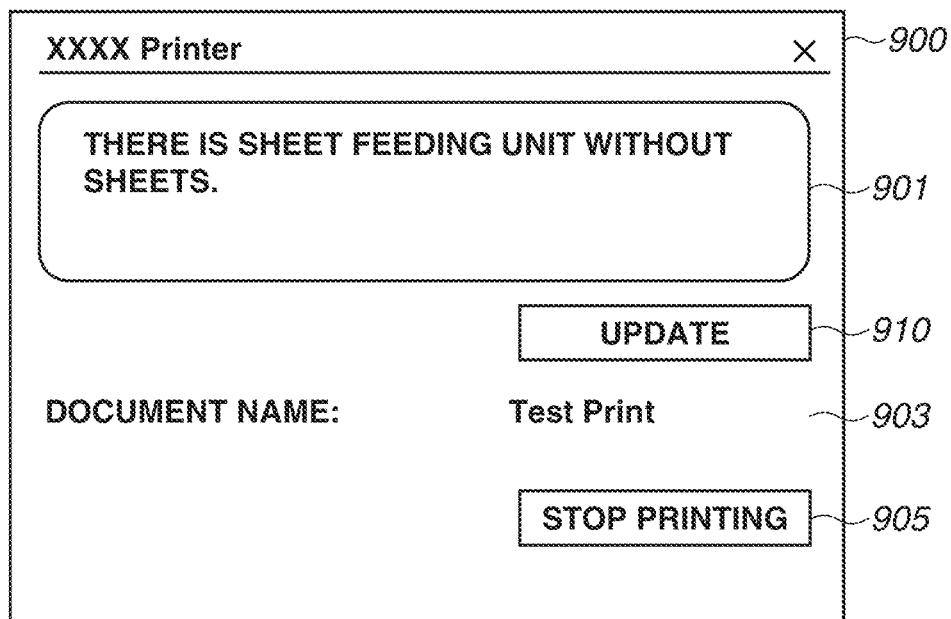 XXXX Printer × 900
THERE IS SHEET FEEDING UNIT WITHOUT
SHEETS.
901
UPDATE 910
DOCUMENT NAME: Test Print 903
STOP PRINTING 905